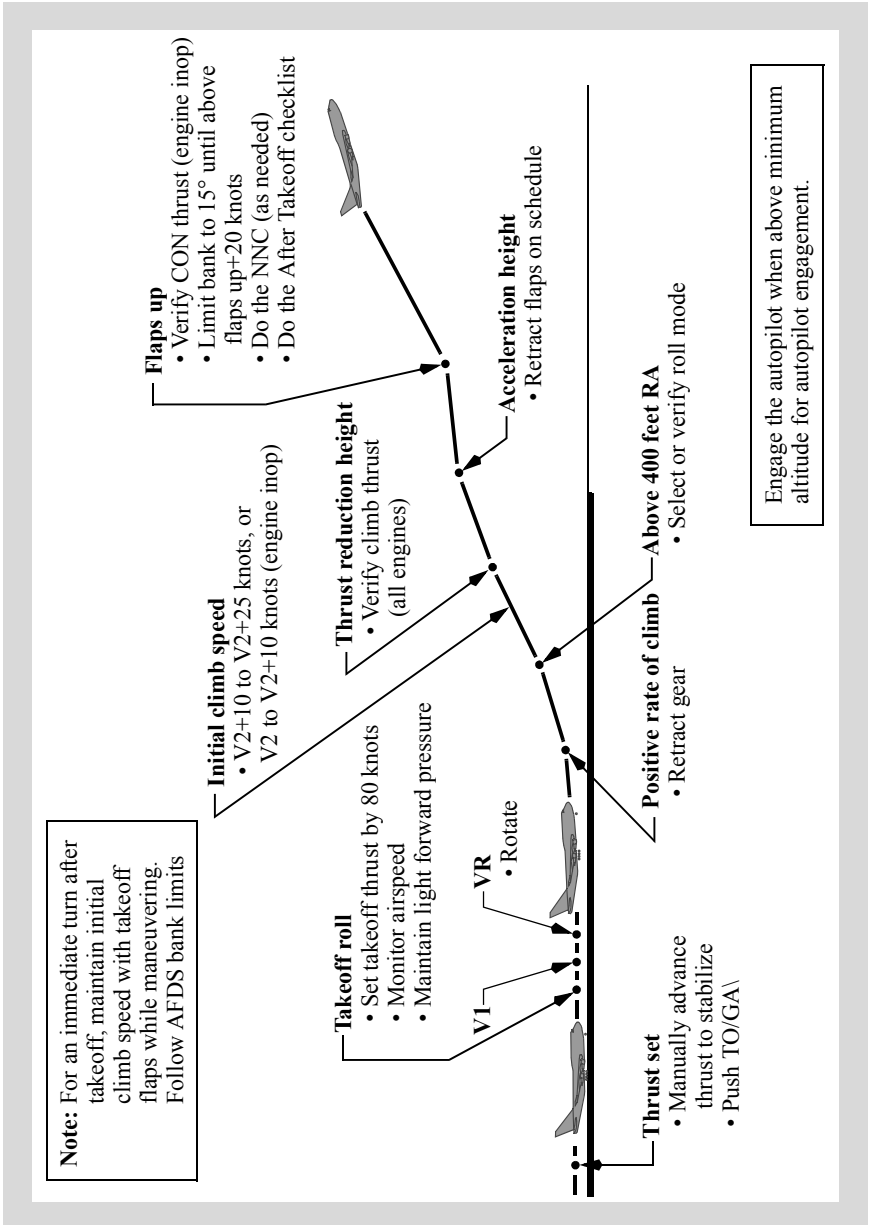 Note: For an immediate turn after
takeoff, maintain initial
climb speed with takeoff
flaps while maneuvering.
Follow AFDS bank limits
Initial climb speed
• V2+10 to V2+25 knots, or
V2 to V2+10 knots (engine inop)
Flaps up
• Verify CON thrust (engine inop)
• Limit bank to 15° until above
flaps up+20 knots
• Do the NNC (as needed)
• Do the After Takeoff checklist
Takeoff roll
• Set takeoff thrust by 80 knots
• Monitor airspeed
• Maintain light forward pressure
Thrust reduction height
• Verify climb thrust
(all engines)
V1
VR
• Rotate
Acceleration height
• Retract flaps on schedule
Thrust set
• Manually advance
thrust to stabilize
• Push TO/GA\
Positive rate of climb
• Retract gear
Above 400 feet RA
• Select or verify roll mode
Engage the autopilot when above minimum
altitude for autopilot engagement.